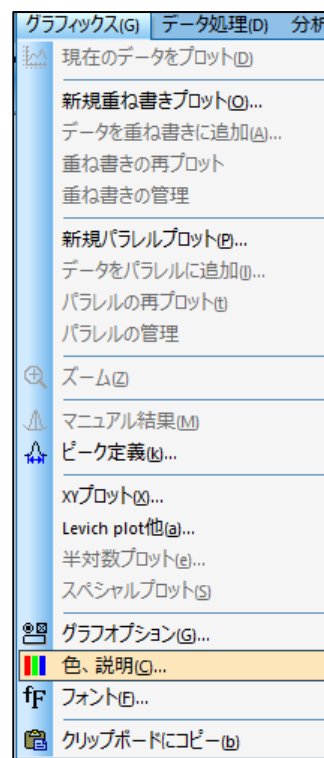 グラフィックス(G) データ処理(D) 分析
現在のデータをプロット(D)
新規重ね書きプロット(O)...
データを重ね書きに追加(A)...
重ね書きの再プロット
重ね書きの管理
新規パラレルプロット(P)...
データをパラレルに追加(I)...
パラレルの再プロット(t)
パラレルの管理
ズーム(Z)
マニュアル結果(M)
ピーク定義(k)...
XYプロット(X)...
Levich plot他(a)...
半対数プロット(e)...
スペシャルプロット(S)
グラフオプション(G)...
色、説明(C)...
fF フォント(F)...
クリップボードにコピー(b)